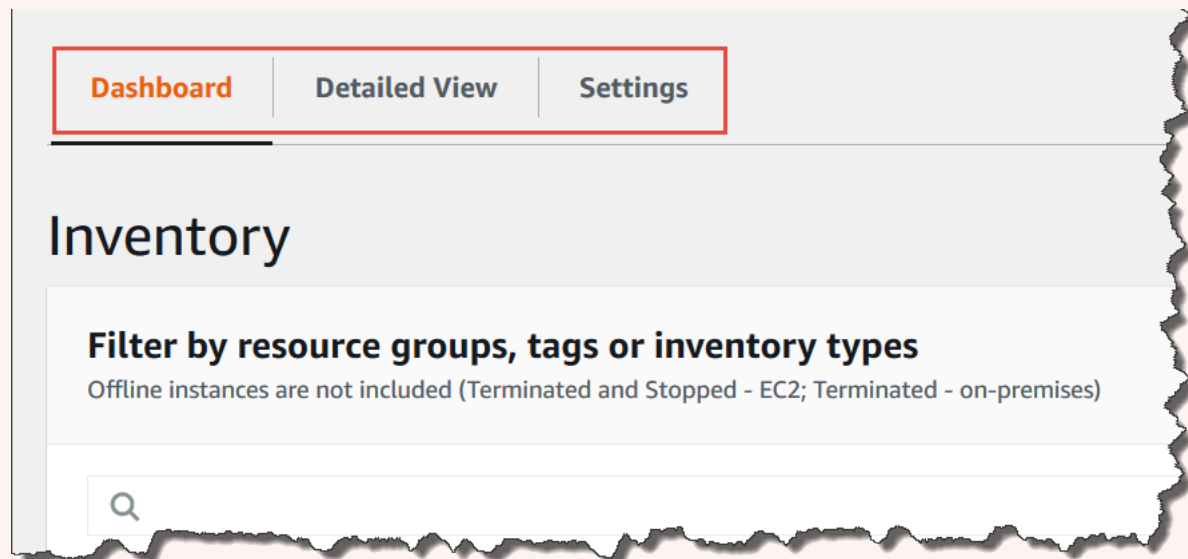 Dashboard Detailed View Settings
Inventory
Filter by resource groups, tags or inventory types
Offline instances are not included (Terminated and Stopped - EC2; Terminated - on-premises)